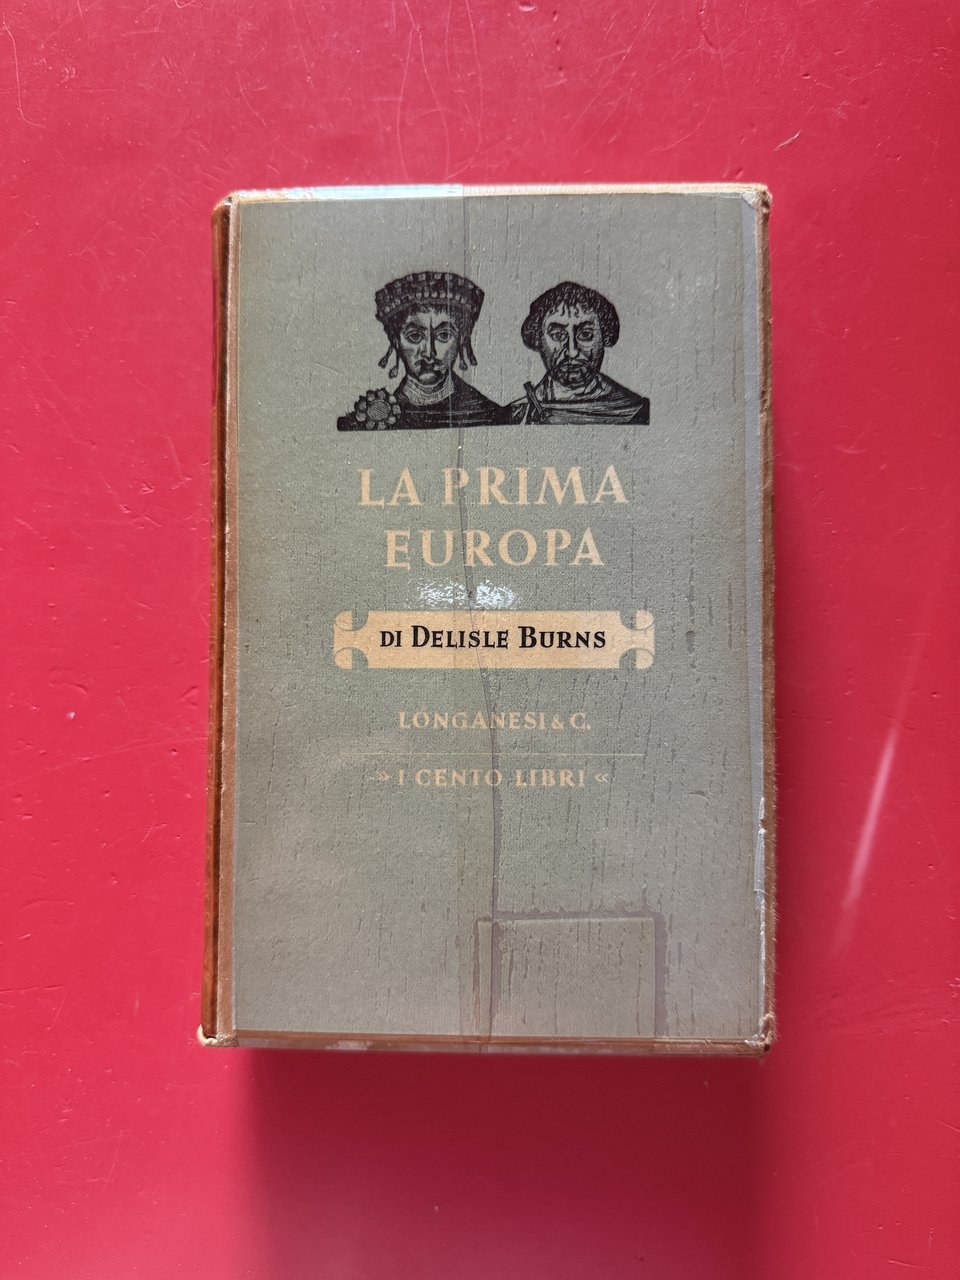 LA PRIMA
EUROPA
DI DELISLE BURNS
LONGANESI & C.
» I CENTO LIBRI «